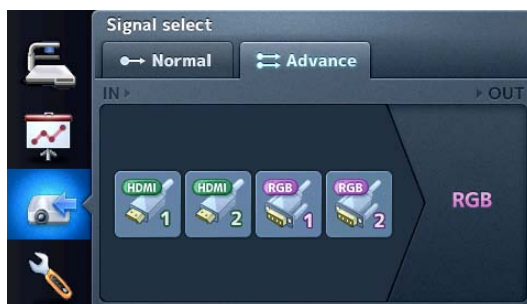 Signal select
Normal
Advance
IN
OUT
HDMI 1
HDMI 2
RGB 1
RGB 2
RGB